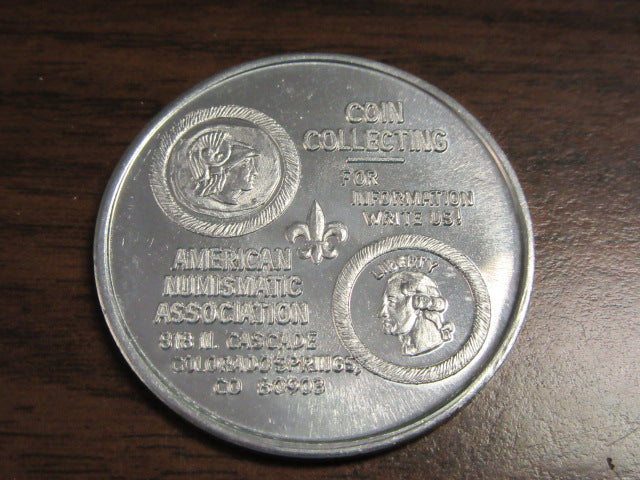 COIN
COLLECTING
FOR
INFORMATION
WRITE US!
AMERICAN
NUMISMATIC
ASSOCIATION
818 N. CASCADE
COLORADO SPRINGS,
CO 80903
LIBERTY